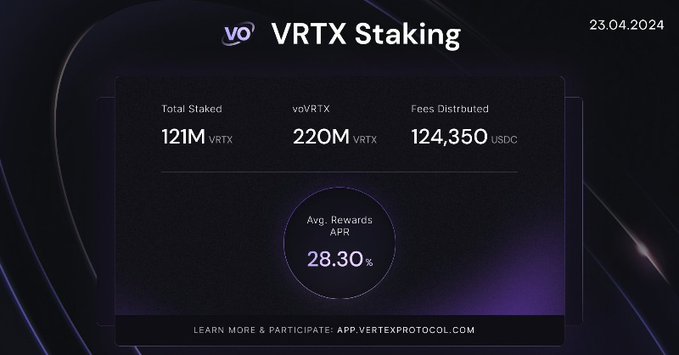 23.04.2024
VO VRTX Staking
Total Staked
121M VRTX
voVRTX
220M VRTX
Fees Distrbuted
124,350 USDC
Avg. Rewards
APR
28.30%
LEARN MORE & PARTICIPATE: APP.VERTEXPROTOCOL.COM